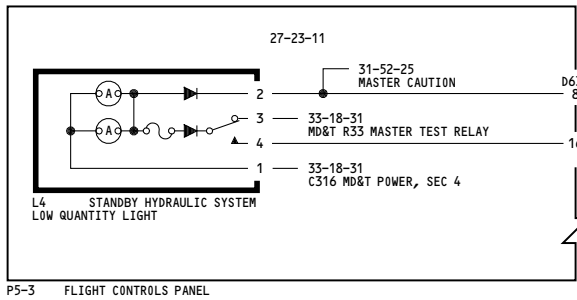 27-23-11
31-52-25
MASTER CAUTION
A
2
8
3
33-18-31
MD&T R33 MASTER TEST RELAY
A
4
1
33-18-31
C316 MD&T POWER, SEC 4
L4 STANDBY HYDRAULIC SYSTEM
LOW QUANTITY LIGHT
P5-3 FLIGHT CONTROLS PANEL